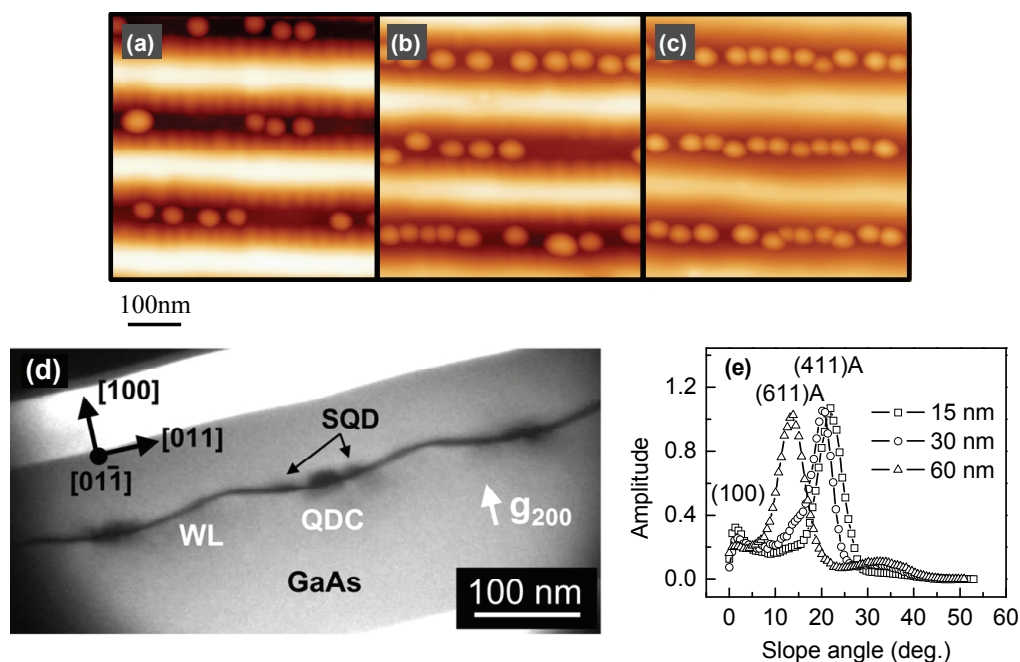 (a)
(b)
(c)
100nm
(d)
[100]
[011]
[01̄1̄]
SQD
WL
QDC
g200
GaAs
100 nm
(e)
(411)A
(611)A
(100)
15 nm
30 nm
60 nm
Amplitude
1.2
0.8
0.4
0.0
0 10 20 30 40 50 60
Slope angle (deg.)